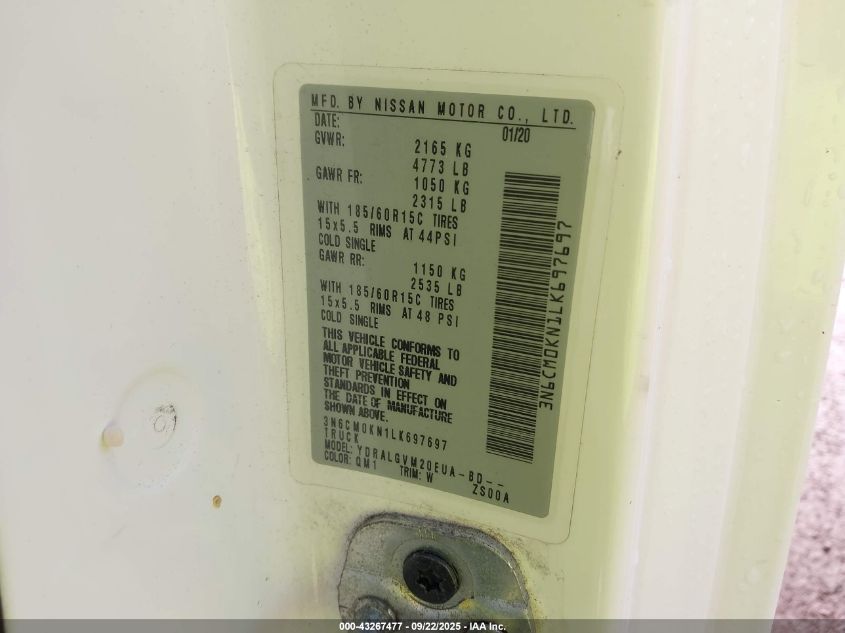 MFD. BY NISSAN MOTOR CO., LTD.
DATE: 01/20
GVWR: 2165 KG
4773 LB
GAWR FR: 1050 KG
2315 LB
WITH 185/60R15C TIRES
15x5.5 RIMS AT 44PSI
COLD SINGLE
GAWR RR: 1150 KG
2535 LB
WITH 185/60R15C TIRES
15x5.5 RIMS AT 48 PSI
COLD SINGLE
THIS VEHICLE CONFORMS TO
ALL APPLICABLE FEDERAL
MOTOR VEHICLE SAFETY AND
THEFT PREVENTION
STANDARDS IN EFFECT ON
THE DATE OF MANUFACTURE
SHOWN ABOVE.
3N6CM0KN1LK697697
TRUCK
MODEL: YDRALGVM20EUA-BD--
COLOR: QM1 TRIM: W ZS00A
3N6CM0KN1LK697697
000-43267477 - 09/22/2025 - IAA Inc.